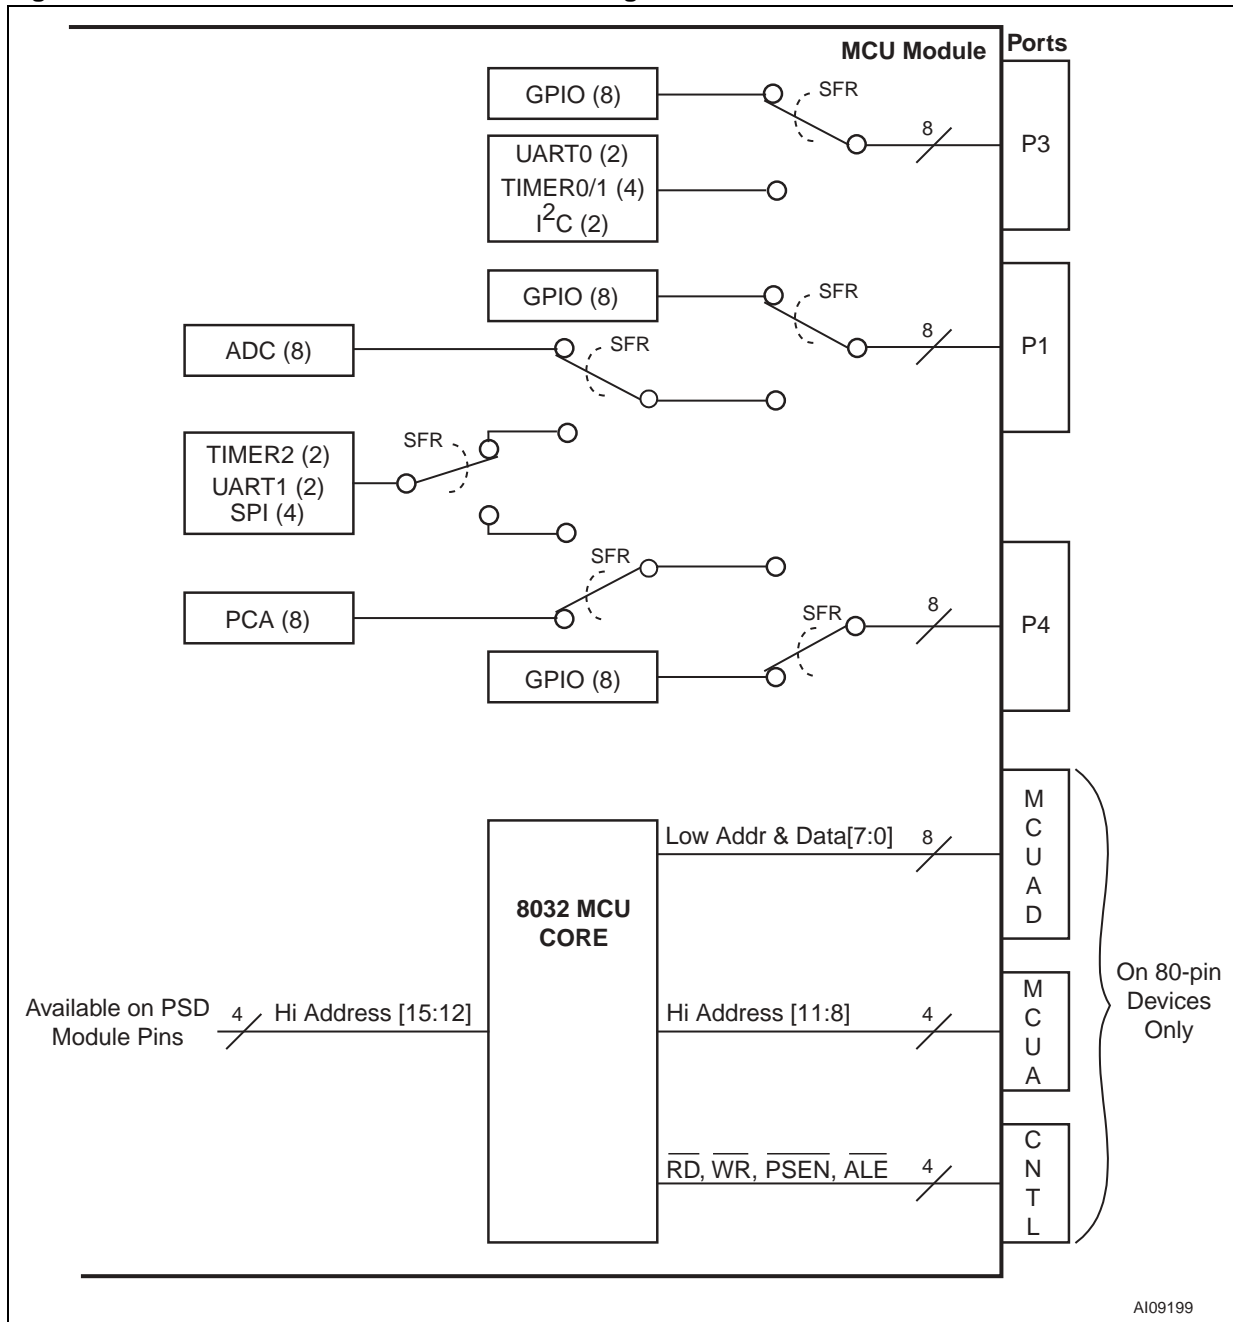 MCU Module
Ports
GPIO (8)
SFR
8
P3
UART0 (2)
TIMER0/1 (4)
I2C (2)
GPIO (8)
SFR
8
P1
ADC (8)
SFR
TIMER2 (2)
UART1 (2)
SPI (4)
SFR
SFR
PCA (8)
SFR
8
P4
GPIO (8)
8032 MCU
CORE
Low Addr & Data[7:0]
8
M
C
U
A
D
Available on PSD
Module Pins
4
Hi Address [15:12]
Hi Address [11:8]
4
M
C
U
A
On 80-pin
Devices
Only
RD, WR, PSEN, ALE
4
C
N
T
L
AI09199